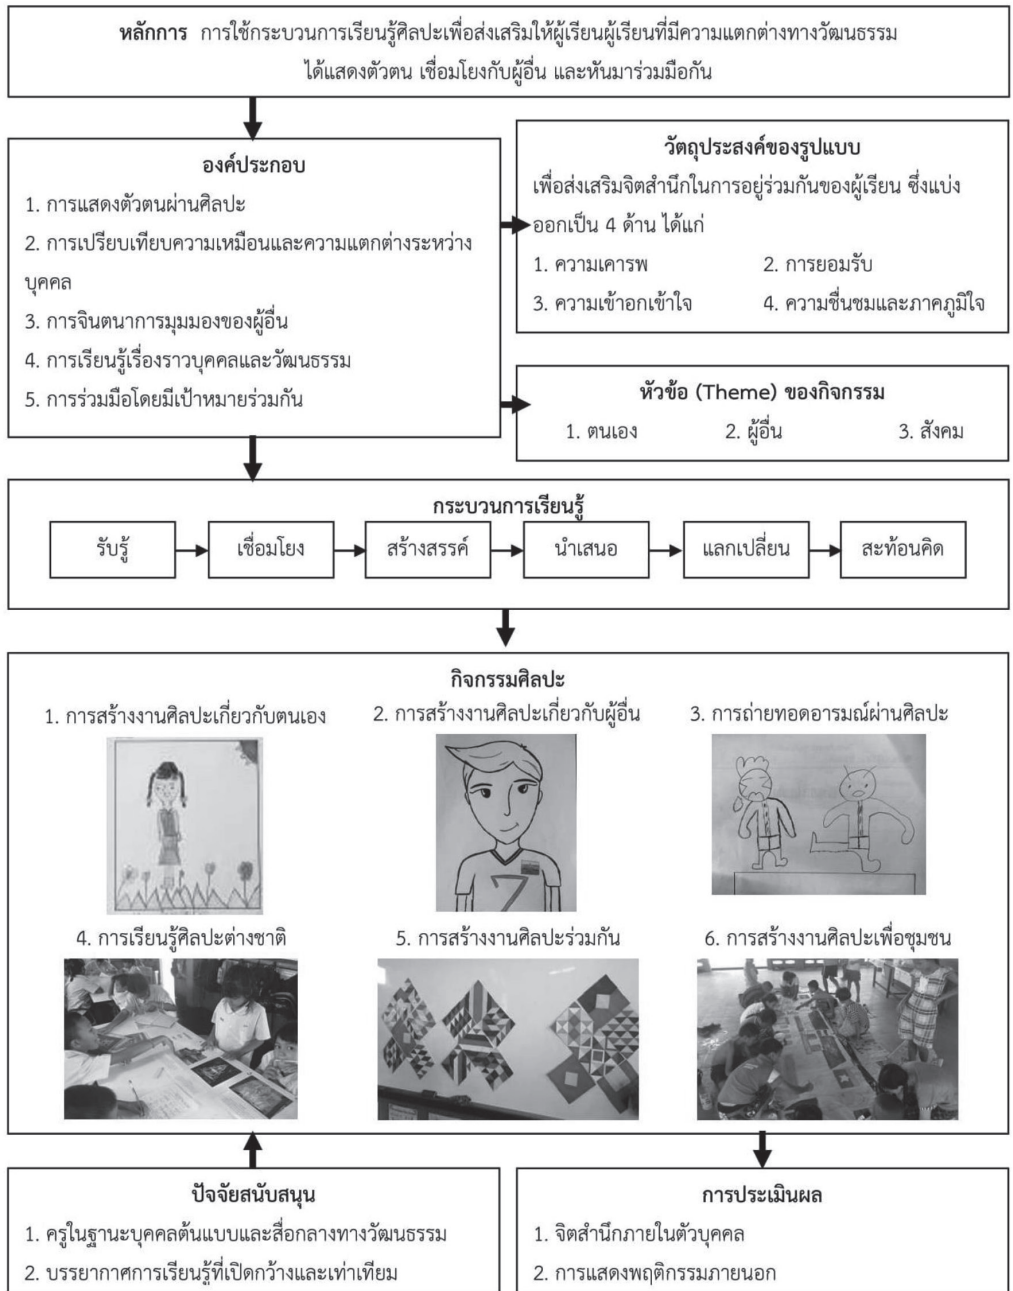 หลักการ การใช้กระบวนการเรียนรู้ศิลปะเพื่อส่งเสริมให้ผู้เรียนผู้เรียนที่มีความแตกต่างทางวัฒนธรรม
ได้แสดงตัวตน เชื่อมโยงกับผู้อื่น และหันมาร่วมมือกัน
องค์ประกอบ
1. การแสดงตัวตนผ่านศิลปะ
2. การเปรียบเทียบความเหมือนและความแตกต่างระหว่าง
บุคคล
3. การจินตนาการมุมมองของผู้อื่น
4. การเรียนรู้เรื่องราวบุคคลและวัฒนธรรม
5. การร่วมมือโดยมีเป้าหมายร่วมกัน
วัตถุประสงค์ของรูปแบบ
เพื่อส่งเสริมจิตสำนึกในการอยู่ร่วมกันของผู้เรียน ซึ่งแบ่ง
ออกเป็น 4 ด้าน ได้แก่
1. ความเคารพ 2. การยอมรับ
3. ความเข้าอกเข้าใจ 4. ความชื่นชมและภาคภูมิใจ
หัวข้อ (Theme) ของกิจกรรม
1. ตนเอง 2. ผู้อื่น 3. สังคม
กระบวนการเรียนรู้
รับรู้ เชื่อมโยง สร้างสรรค์ นำเสนอ แลกเปลี่ยน สะท้อนคิด
กิจกรรมศิลปะ
1. การสร้างงานศิลปะเกี่ยวกับตนเอง 2. การสร้างงานศิลปะเกี่ยวกับผู้อื่น 3. การถ่ายทอดอารมณ์ผ่านศิลปะ
7
4. การเรียนรู้ศิลปะต่างชาติ 5. การสร้างงานศิลปะร่วมกัน 6. การสร้างงานศิลปะเพื่อชุมชน
ปัจจัยสนับสนุน
1. ครูในฐานะบุคคลต้นแบบและสื่อกลางทางวัฒนธรรม
2. บรรยากาศการเรียนรู้ที่เปิดกว้างและเท่าเทียม
การประเมินผล
1. จิตสำนึกภายในตัวบุคคล
2. การแสดงพฤติกรรมภายนอก